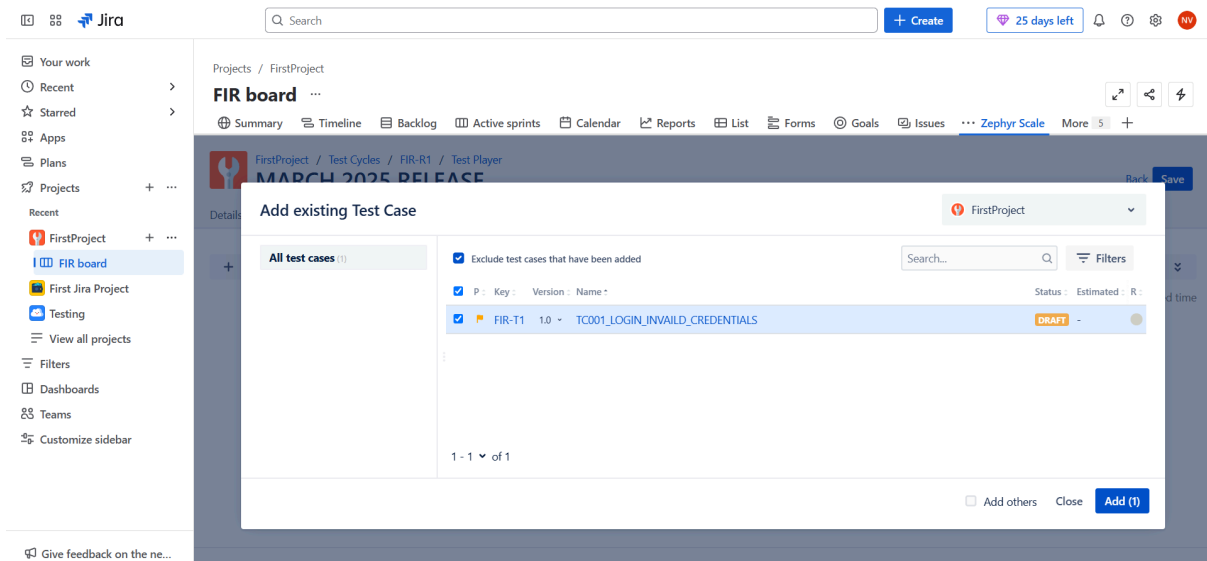 Jira
Search
+ Create
25 days left
NV
Your work
Recent
Starred
Apps
Plans
Projects
Recent
FirstProject
FIR board
First Jira Project
Testing
View all projects
Filters
Dashboards
Teams
Customize sidebar
Give feedback on the ne...
Projects / FirstProject
FIR board
Summary Timeline Backlog Active sprints Calendar Reports List Forms Goals Issues Zephyr Scale More 5
FirstProject / Test Cycles / FIR-R1 / Test Player
MARCH 2025 RELEASE
Back Save
Details
d time
Add existing Test Case
FirstProject
All test cases (1)
Exclude test cases that have been added
Search...
Filters
P Key Version Name Status Estimated R
FIR-T1 1.0 TC001_LOGIN_INVAILD_CREDENTIALS DRAFT -
1 - 1 of 1
Add others Close Add (1)